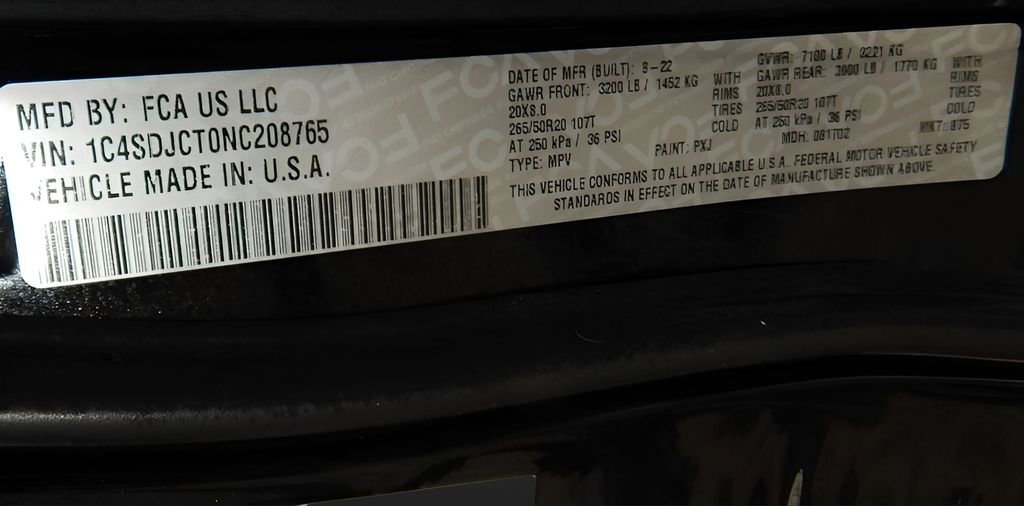 MFD BY: FCA US LLC
VIN: 1C4SDJCT0NC208765
VEHICLE MADE IN: U.S.A.
DATE OF MFR (BUILT): 3-22
GAWR FRONT: 3200 LB / 1452 KG WITH
20X8.0 RIMS
265/50R20 107T TIRES
AT 250 kPa / 36 PSI COLD
TYPE: MPV PAINT: PXJ
GVWR: 7100 LB / 3221 KG
GAWR REAR: 3900 LB / 1770 KG WITH
20X8.0 RIMS
265/50R20 107T TIRES
AT 250 kPa / 36 PSI COLD
MDH: 081702
THIS VEHICLE CONFORMS TO ALL APPLICABLE U.S.A. FEDERAL MOTOR VEHICLE SAFETY
STANDARDS IN EFFECT ON THE DATE OF MANUFACTURE SHOWN ABOVE.